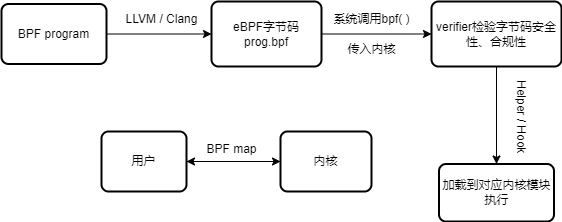 BPF program
LLVM / Clang
eBPF字节码
prog.bpf
系统调用bpf( )
传入内核
verifier检验字节码安全
性、合规性
Helper / Hook
用户
BPF map
内核
加载到对应内核模块
执行